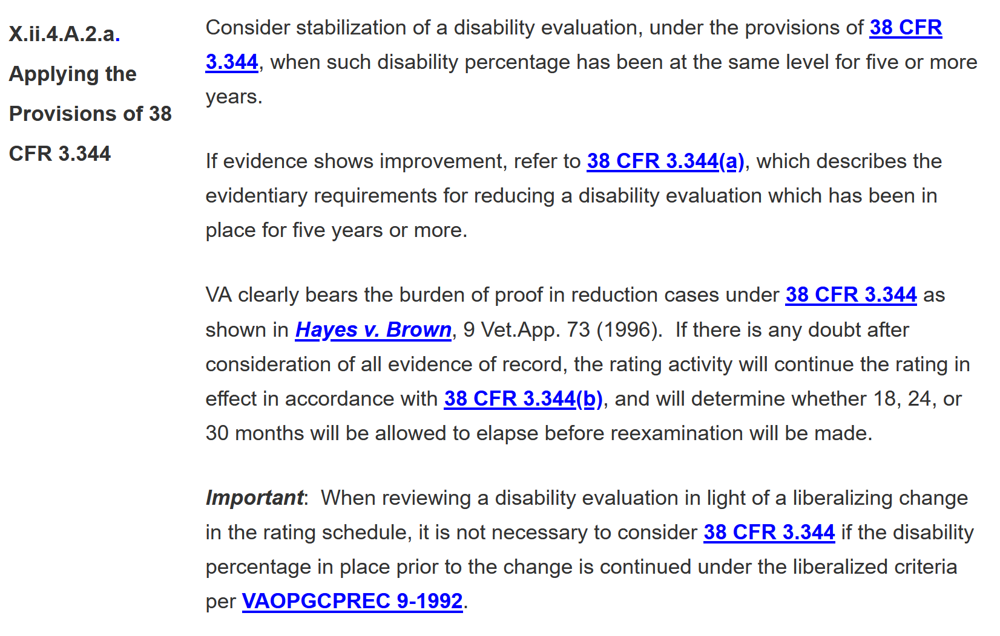 X.ii.4.A.2.a.
Applying the
Provisions of 38
CFR 3.344
Consider stabilization of a disability evaluation, under the provisions of 38 CFR
3.344, when such disability percentage has been at the same level for five or more
years.
If evidence shows improvement, refer to 38 CFR 3.344(a), which describes the
evidentiary requirements for reducing a disability evaluation which has been in
place for five years or more.
VA clearly bears the burden of proof in reduction cases under 38 CFR 3.344 as
shown in Hayes v. Brown, 9 Vet.App. 73 (1996).  If there is any doubt after
consideration of all evidence of record, the rating activity will continue the rating in
effect in accordance with 38 CFR 3.344(b), and will determine whether 18, 24, or
30 months will be allowed to elapse before reexamination will be made.
Important:  When reviewing a disability evaluation in light of a liberalizing change
in the rating schedule, it is not necessary to consider 38 CFR 3.344 if the disability
percentage in place prior to the change is continued under the liberalized criteria
per VAOPGCPREC 9-1992.